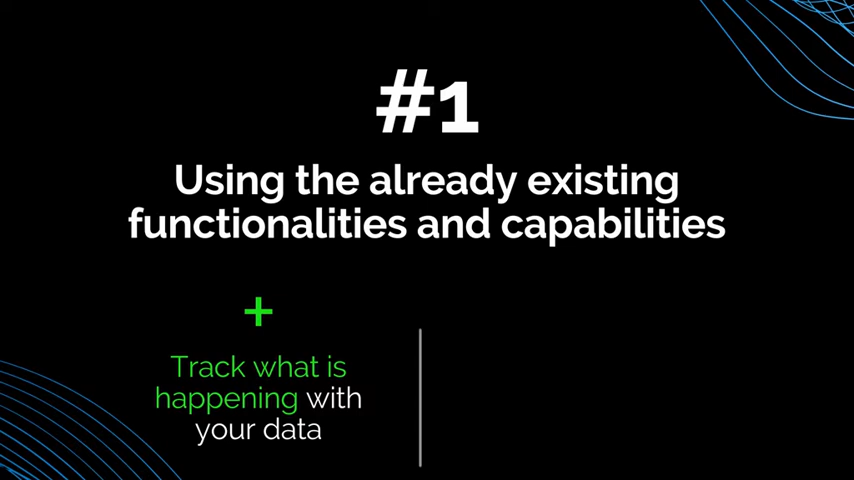 #1
Using the already existing
functionalities and capabilities
+
Track what is
happening with
your data